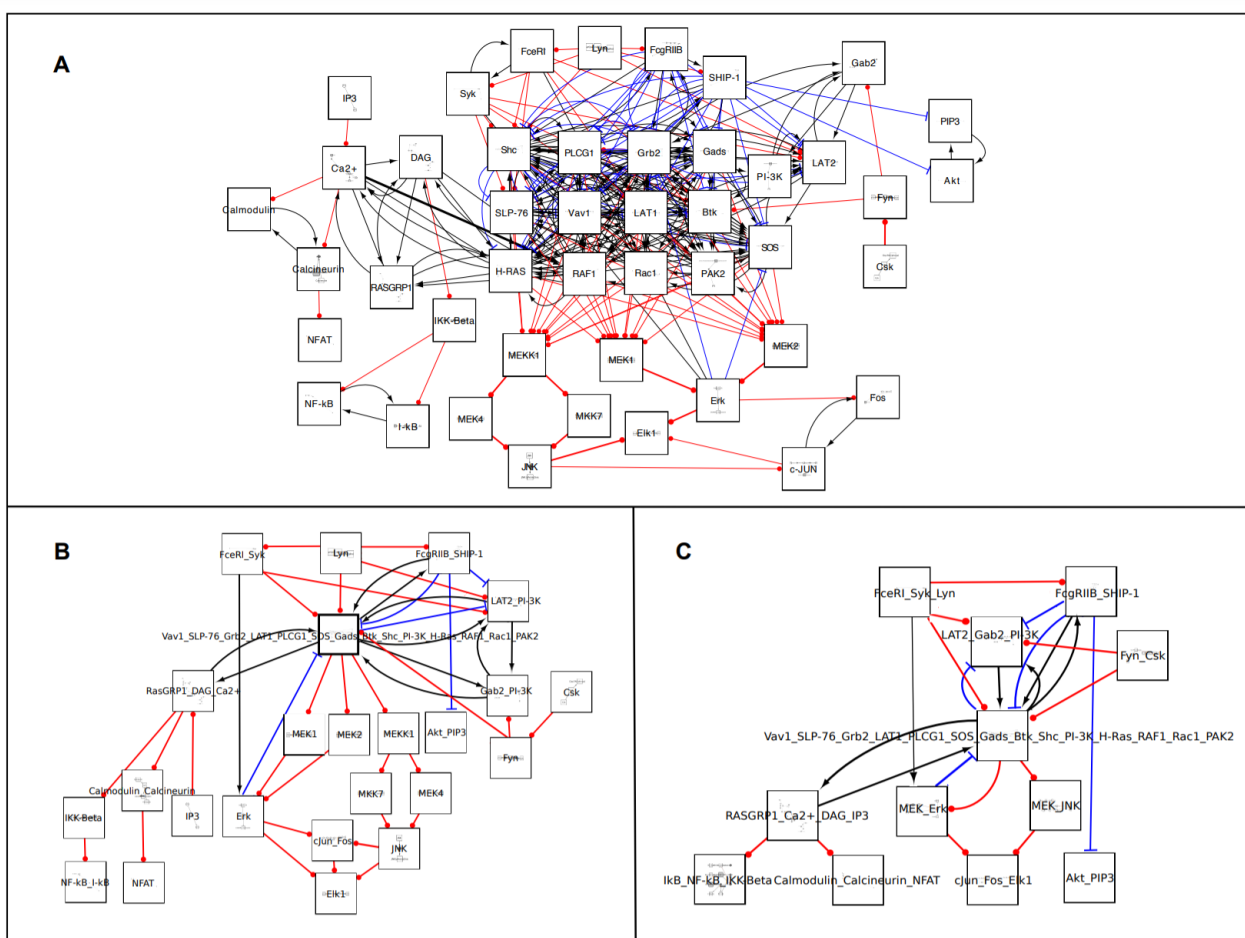 A
FceRI
Lyn
FcgRIIB
SHIP-1
Gab2
Syk
IP3
PIP3
Akt
Ca2+
DAG
Shc
PLCG1
Grb2
Gads
PI-3K
LAT2
Fyn
Calmodulin
SLP-76
Vav1
LAT1
Btk
SOS
Csk
Calcineurin
RASGRP1
H-RAS
RAF1
Rac1
PAK2
NFAT
IKK-Beta
MEKK1
MEK1
MEK2
NF-kB
I-kB
MEK4
MKK7
Erk
Elk1
Fos
JNK
c-JUN
B
FceRI_Syk
Lyn
FcgRIIB_SHIP-1
LAT2_PI-3K
Vav1_SLP-76_Grb2_LAT1_PLCG1_SOS_Gads_Btk_Shc_PI-3K_H-Ras_RAF1_Rac1_PAK2
RasGRP1_DAG_Ca2+
Gab2_PI-3K
Csk
MEK1
MEK2
MEKK1
Akt_PIP3
Fyn
Calmodulin_Calcineurin
MKK7
MEK4
IKK-Beta
IP3
Erk
cJun_Fos
JNK
NF-kB_I-kB
NFAT
Elk1
C
FceRI_Syk_Lyn
FcgRIIB_SHIP-1
LAT2_Gab2_PI-3K
Fyn_Csk
Vav1_SLP-76_Grb2_LAT1_PLCG1_SOS_Gads_Btk_Shc_PI-3K_H-Ras_RAF1_Rac1_PAK2
RASGRP1_Ca2+_DAG_IP3
MEK_Erk
MEK-JNK
IkB_NF-kB_IKK-Beta
Calmodulin_Calcineurin_NFAT
cJun_Fos_Elk1
Akt_PIP3